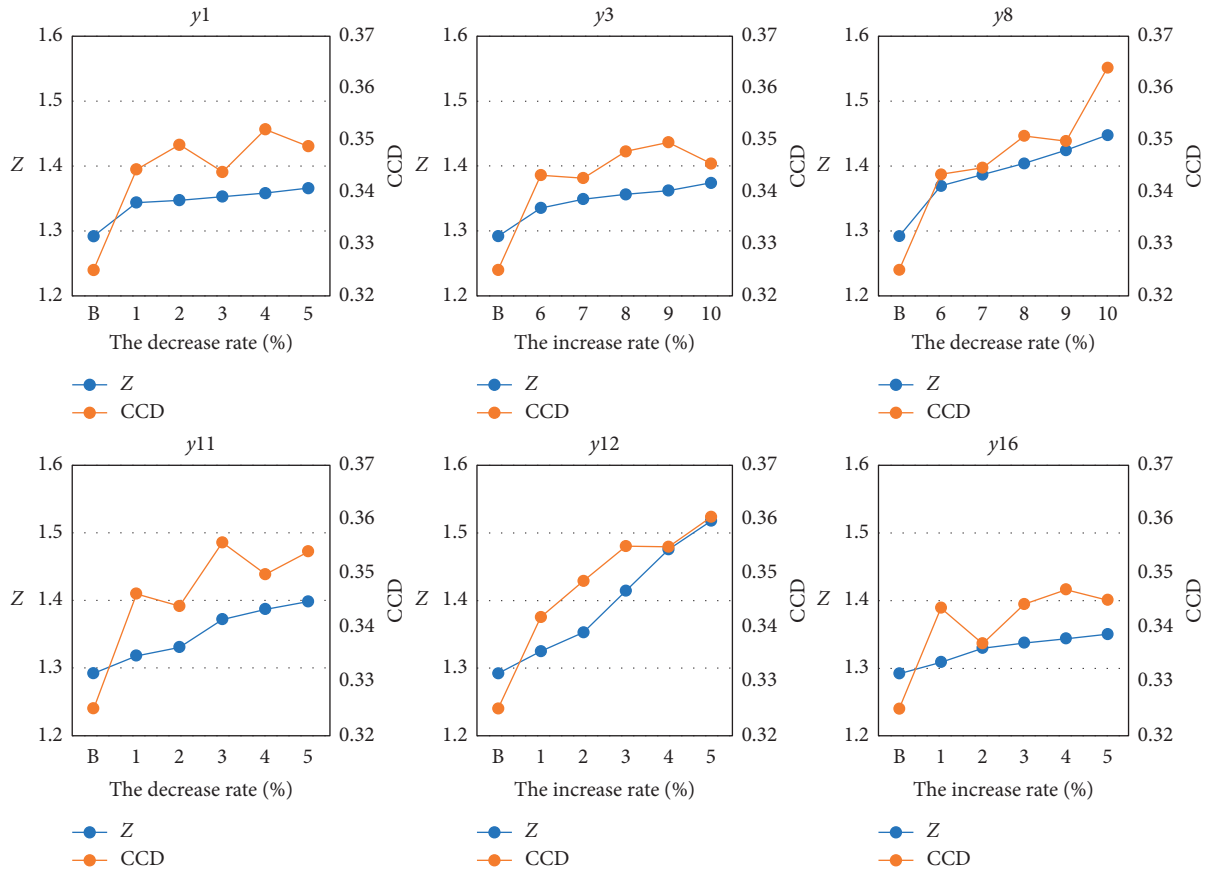 y1
1.6
1.5
1.4
1.3
1.2
Z
0.37
0.36
0.35
0.34
0.33
0.32
CCD
B 1 2 3 4 5
The decrease rate (%)
Z
CCD
y3
1.6
1.5
1.4
1.3
1.2
Z
0.37
0.36
0.35
0.34
0.33
0.32
CCD
B 6 7 8 9 10
The increase rate (%)
Z
CCD
y8
1.6
1.5
1.4
1.3
1.2
Z
0.37
0.36
0.35
0.34
0.33
0.32
CCD
B 6 7 8 9 10
The decrease rate (%)
Z
CCD
y11
1.6
1.5
1.4
1.3
1.2
Z
0.37
0.36
0.35
0.34
0.33
0.32
CCD
B 1 2 3 4 5
The decrease rate (%)
Z
CCD
y12
1.6
1.5
1.4
1.3
1.2
Z
0.37
0.36
0.35
0.34
0.33
0.32
CCD
B 1 2 3 4 5
The increase rate (%)
Z
CCD
y16
1.6
1.5
1.4
1.3
1.2
Z
0.37
0.36
0.35
0.34
0.33
0.32
CCD
B 1 2 3 4 5
The increase rate (%)
Z
CCD